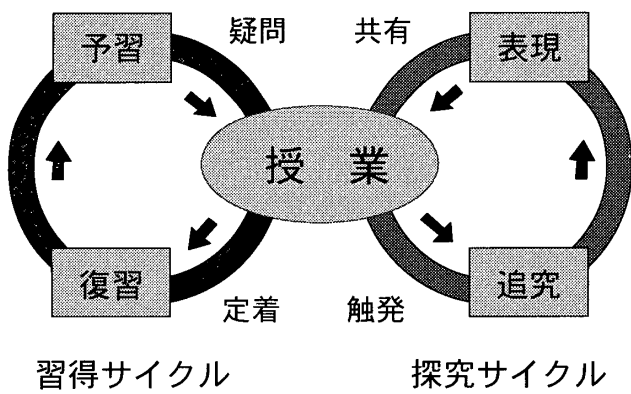 予習
疑問
共有
表現
授業
復習
定着
触発
追究
習得サイクル
探究サイクル